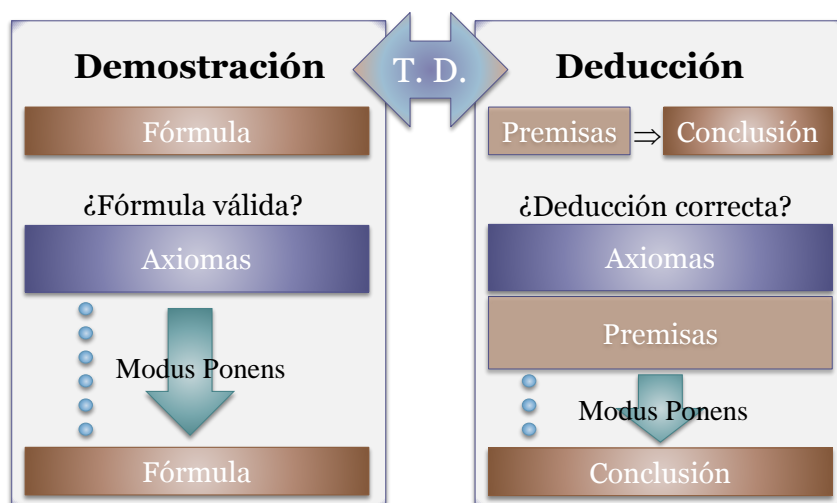 Demostración
T. D.
Deducción
Fórmula
Premisas ⇒ Conclusión
¿Fórmula válida?
¿Deducción correcta?
Axiomas
Axiomas
Premisas
Modus Ponens
Modus Ponens
Fórmula
Conclusión